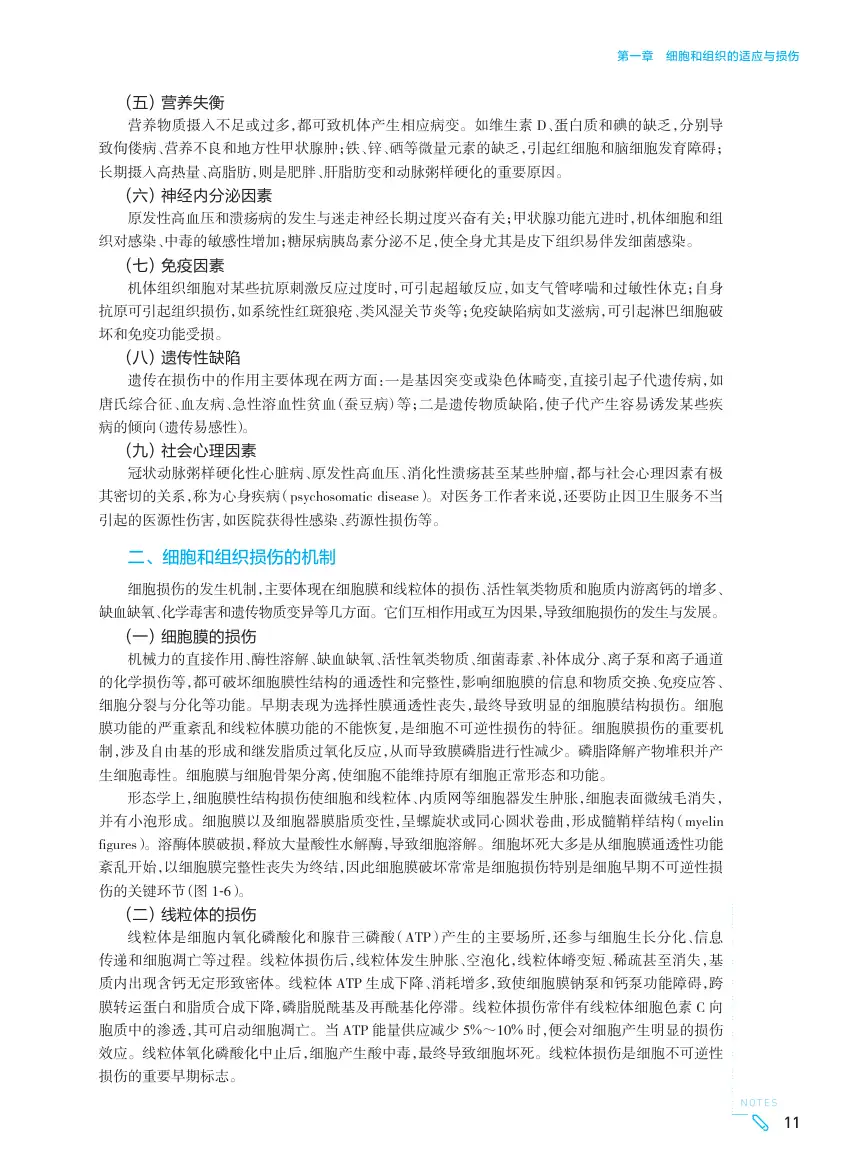 第一章 细胞和组织的适应与损伤
（五）营养失衡
营养物质摄入不足或过多，都可致机体产生相应病变。如维生素 D、蛋白质和碘的缺乏，分别导
致佝偻病、营养不良和地方性甲状腺肿；铁、锌、硒等微量元素的缺乏，引起红细胞和脑细胞发育障碍；
长期摄入高热量、高脂肪，则是肥胖、肝脂肪变和动脉粥样硬化的重要原因。
（六）神经内分泌因素
原发性高血压和溃疡病的发生与迷走神经长期过度兴奋有关；甲状腺功能亢进时，机体细胞和组
织对感染、中毒的敏感性增加；糖尿病胰岛素分泌不足，使全身尤其是皮下组织易伴发细菌感染。
（七）免疫因素
机体组织细胞对某些抗原刺激反应过度时，可引起超敏反应，如支气管哮喘和过敏性休克；自身
抗原可引起组织损伤，如系统性红斑狼疮、类风湿关节炎等；免疫缺陷病如艾滋病，可引起淋巴细胞破
坏和免疫功能受损。
（八）遗传性缺陷
遗传在损伤中的作用主要体现在两方面：一是基因突变或染色体畸变，直接引起子代遗传病，如
唐氏综合征、血友病、急性溶血性贫血（蚕豆病）等；二是遗传物质缺陷，使子代产生容易诱发某些疾
病的倾向（遗传易感性）。
（九）社会心理因素
冠状动脉粥样硬化性心脏病、原发性高血压、消化性溃疡甚至某些肿瘤，都与社会心理因素有极
其密切的关系，称为心身疾病（psychosomatic disease）。对医务工作者来说，还要防止因卫生服务不当
引起的医源性伤害，如医院获得性感染、药源性损伤等。
二、细胞和组织损伤的机制
细胞损伤的发生机制，主要体现在细胞膜和线粒体的损伤、活性氧类物质和胞质内游离钙的增多、
缺血缺氧、化学毒害和遗传物质变异等几方面。它们互相作用或互为因果，导致细胞损伤的发生与发展。
（一）细胞膜的损伤
机械力的直接作用、酶性溶解、缺血缺氧、活性氧类物质、细菌毒素、补体成分、离子泵和离子通道
的化学损伤等，都可破坏细胞膜性结构的通透性和完整性，影响细胞膜的信息和物质交换、免疫应答、
细胞分裂与分化等功能。早期表现为选择性膜通透性丧失，最终导致明显的细胞膜结构损伤。细胞
膜功能的严重紊乱和线粒体膜功能的不能恢复，是细胞不可逆性损伤的特征。细胞膜损伤的重要机
制，涉及自由基的形成和继发脂质过氧化反应，从而导致膜磷脂进行性减少。磷脂降解产物堆积并产
生细胞毒性。细胞膜与细胞骨架分离，使细胞不能维持原有细胞正常形态和功能。
形态学上，细胞膜性结构损伤使细胞和线粒体、内质网等细胞器发生肿胀，细胞表面微绒毛消失，
并有小泡形成。细胞膜以及细胞器膜脂质变性，呈螺旋状或同心圆状卷曲，形成髓鞘样结构（myelin
figures）。溶酶体膜破损，释放大量酸性水解酶，导致细胞溶解。细胞坏死大多是从细胞膜通透性功能
紊乱开始，以细胞膜完整性丧失为终结，因此细胞膜破坏常常是细胞损伤特别是细胞早期不可逆性损
伤的关键环节（图 1-6）。
（二）线粒体的损伤
线粒体是细胞内氧化磷酸化和腺苷三磷酸（ATP）产生的主要场所，还参与细胞生长分化、信息
传递和细胞凋亡等过程。线粒体损伤后，线粒体发生肿胀、空泡化，线粒体嵴变短、稀疏甚至消失，基
质内出现含钙无定形致密体。线粒体 ATP 生成下降、消耗增多，致使细胞膜钠泵和钙泵功能障碍，跨
膜转运蛋白和脂质合成下降，磷脂脱酰基及再酰基化停滞。线粒体损伤常伴有线粒体细胞色素 C 向
胞质中的渗透，其可启动细胞凋亡。当 ATP 能量供应减少 5%～10% 时，便会对细胞产生明显的损伤
效应。线粒体氧化磷酸化中止后，细胞产生酸中毒，最终导致细胞坏死。线粒体损伤是细胞不可逆性
损伤的重要早期标志。
NOTES
11